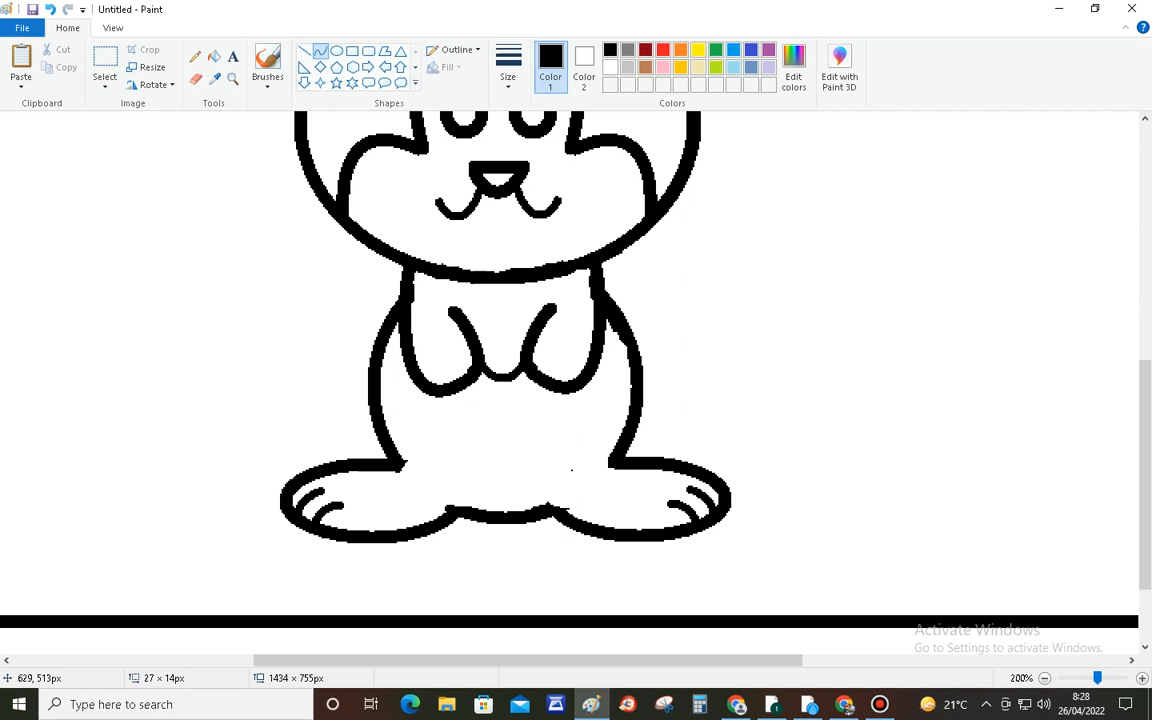 Untitled - Paint
File Home View
Paste
Cut
Copy
Clipboard
Select
Crop
Resize
Rotate
Image
A
Tools
Brushes
Outline
Fill
Shapes
Size
Color 1
Color 2
Colors
Edit colors
Edit with Paint 3D
Activate Windows
Go to Settings to activate Windows.
629, 513px 27 × 14px 1434 × 755px 200%
Type here to search
21°C
8:28
26/04/2022